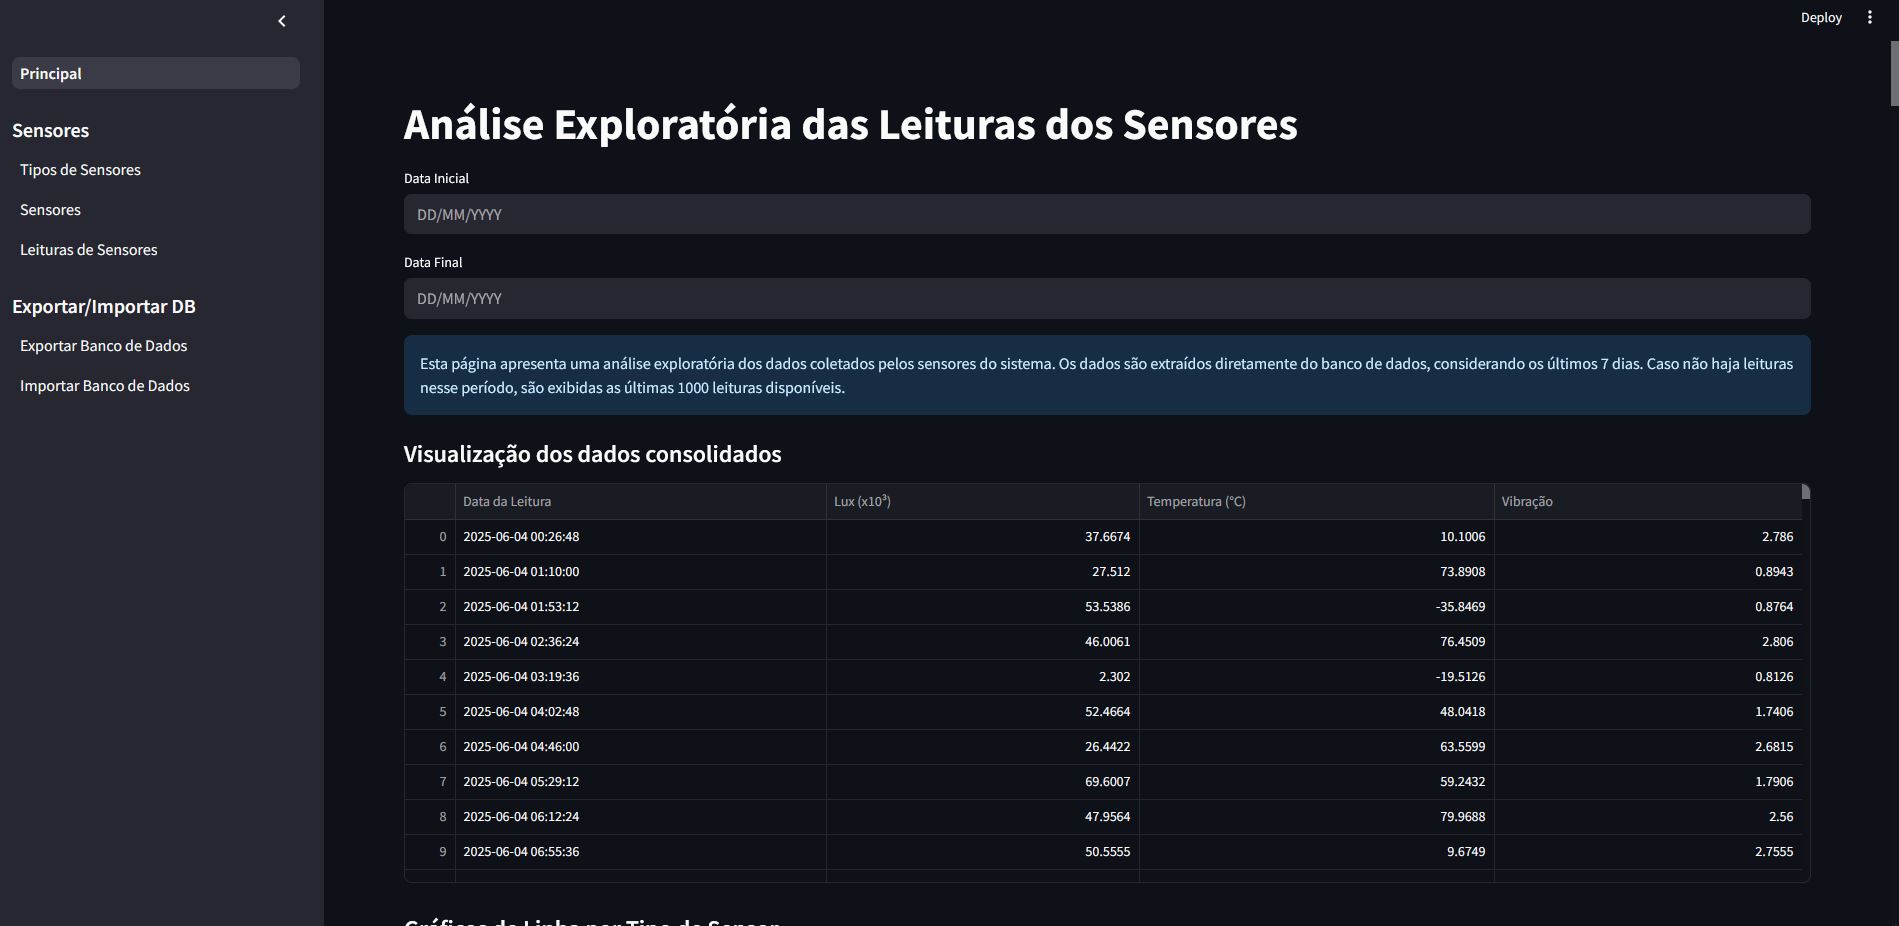 Deploy
Principal
Sensores
Tipos de Sensores
Sensores
Leituras de Sensores
Exportar/Importar DB
Exportar Banco de Dados
Importar Banco de Dados
Análise Exploratória das Leituras dos Sensores
Data Inicial
DD/MM/YYYY
Data Final
DD/MM/YYYY
Esta página apresenta uma análise exploratória dos dados coletados pelos sensores do sistema. Os dados são extraídos diretamente do banco de dados, considerando os últimos 7 dias. Caso não haja leituras
nesse período, são exibidas as últimas 1000 leituras disponíveis.
Visualização dos dados consolidados
Data da Leitura Lux (x10³) Temperatura (°C) Vibração
0 2025-06-04 00:26:48 37.6674 10.1006 2.786
1 2025-06-04 01:10:00 27.512 73.8908 0.8943
2 2025-06-04 01:53:12 53.5386 -35.8469 0.8764
3 2025-06-04 02:36:24 46.0061 76.4509 2.806
4 2025-06-04 03:19:36 2.302 -19.5126 0.8126
5 2025-06-04 04:02:48 52.4664 48.0418 1.7406
6 2025-06-04 04:46:00 26.4422 63.5599 2.6815
7 2025-06-04 05:29:12 69.6007 59.2432 1.7906
8 2025-06-04 06:12:24 47.9564 79.9688 2.56
9 2025-06-04 06:55:36 50.5555 9.6749 2.7555
Gráficos de Linha por Tipo de Sensor